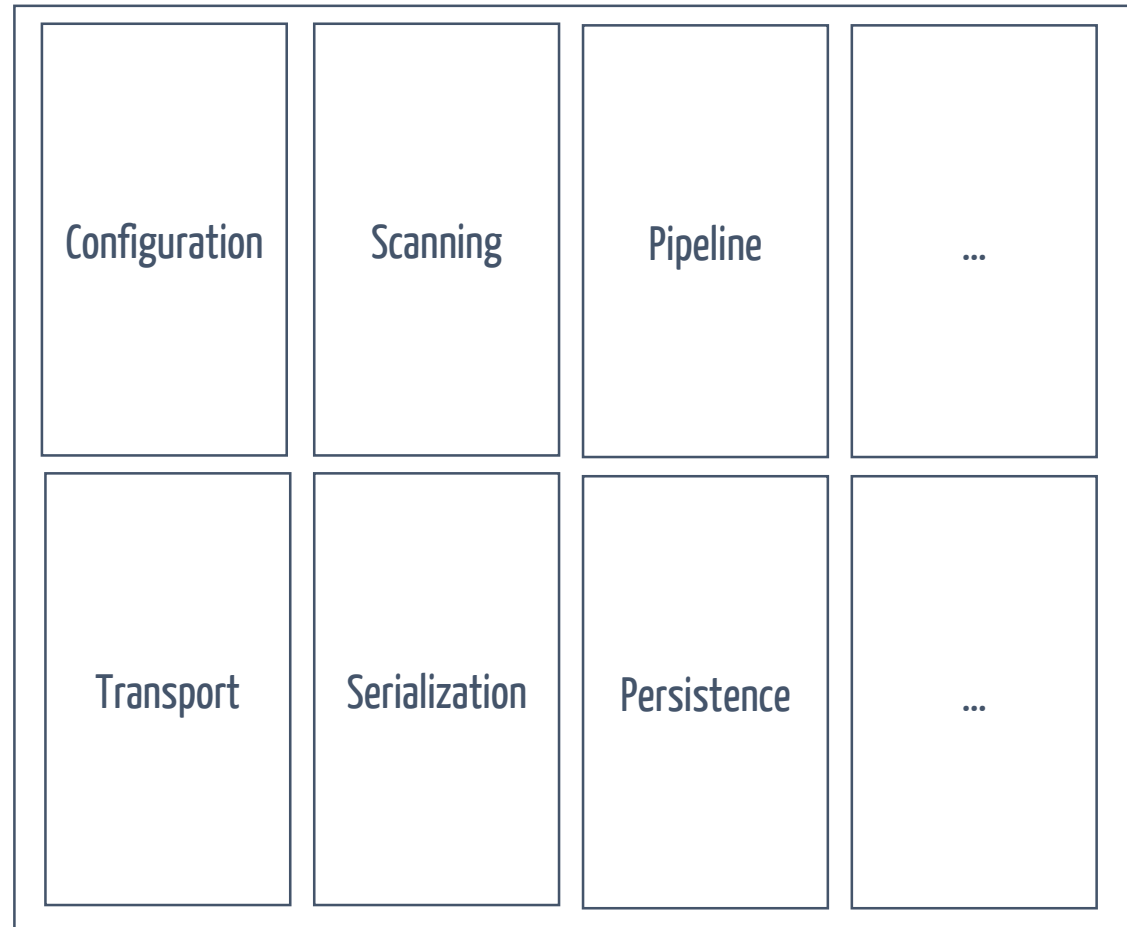 Configuration
Scanning
Pipeline
...
Transport
Serialization
Persistence
...